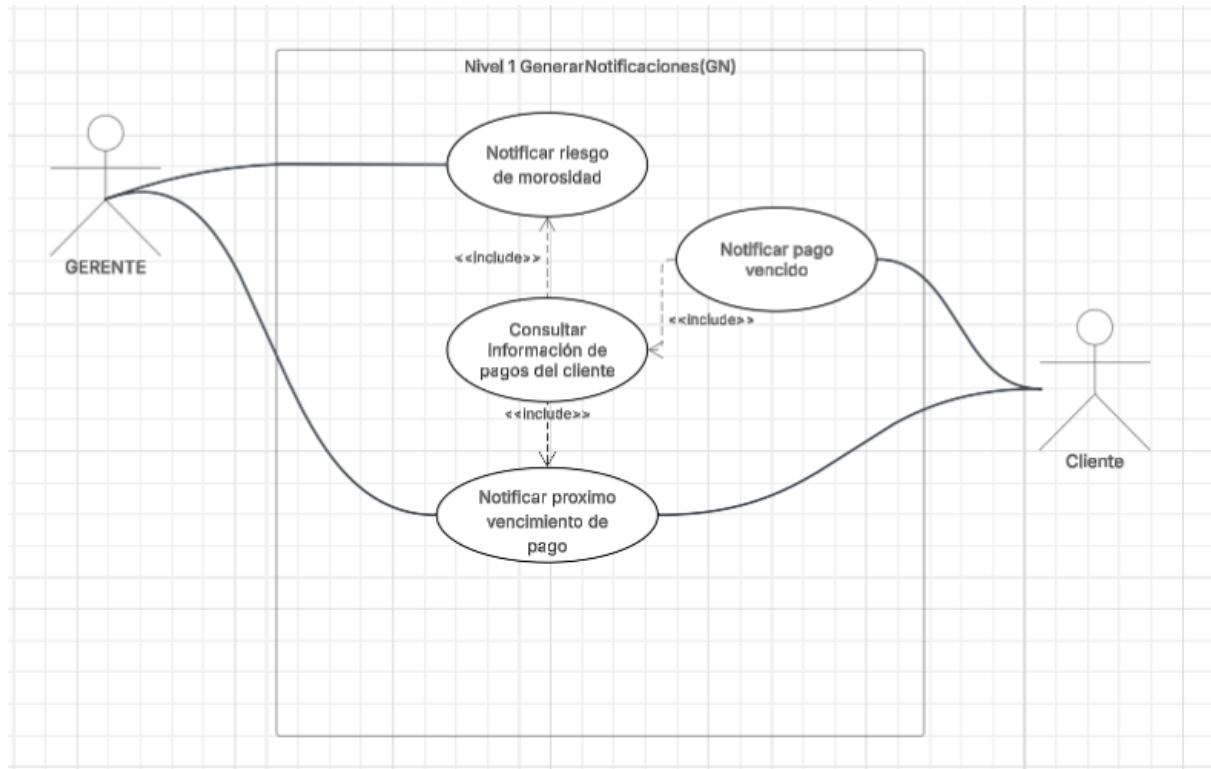 Nivel 1 GenerarNotificaciones(GN)
Notificar riesgo
de morosidad
GERENTE
<<include>>
Notificar pago
vencido
<<include>>
Consultar
información de
pagos del cliente
<<include>>
Cliente
Notificar proximo
vencimiento de
pago